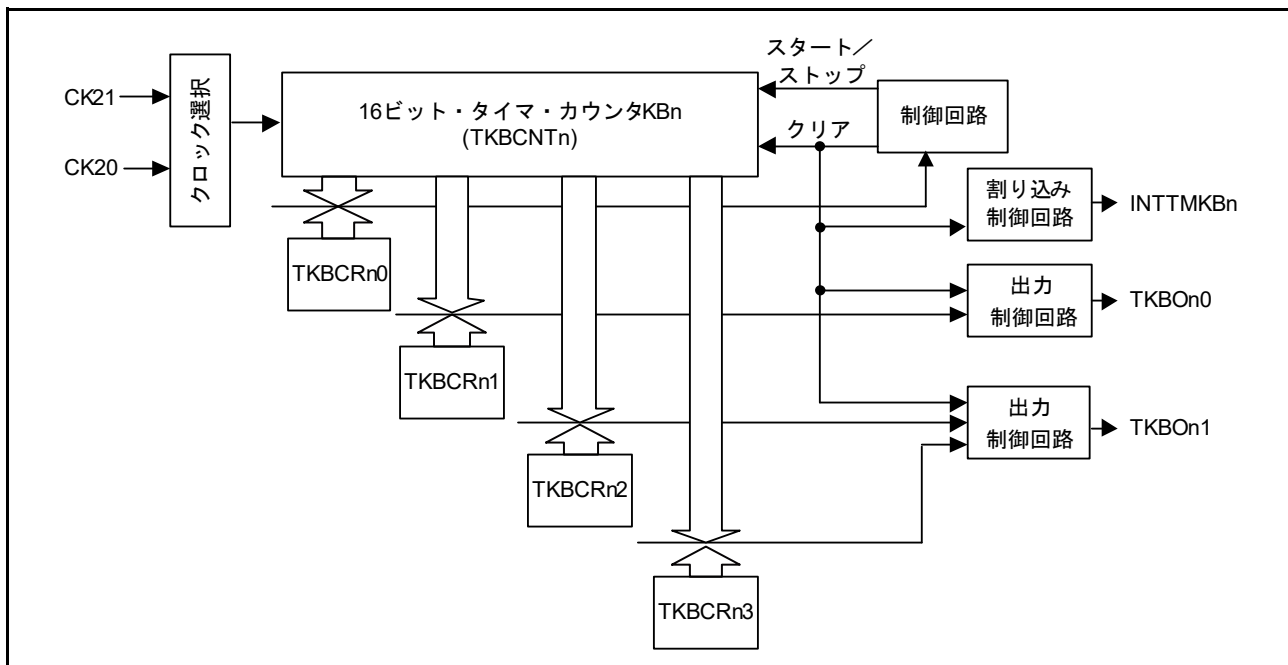 スタート／
ストップ
CK21
CK20
クロック選択
16ビット・タイマ・カウンタKBn
(TKBCNTn)
クリア
制御回路
割り込み
制御回路
INTTMKBn
TKBCRn0
出力
制御回路
TKBOn0
TKBCRn1
出力
制御回路
TKBOn1
TKBCRn2
TKBCRn3